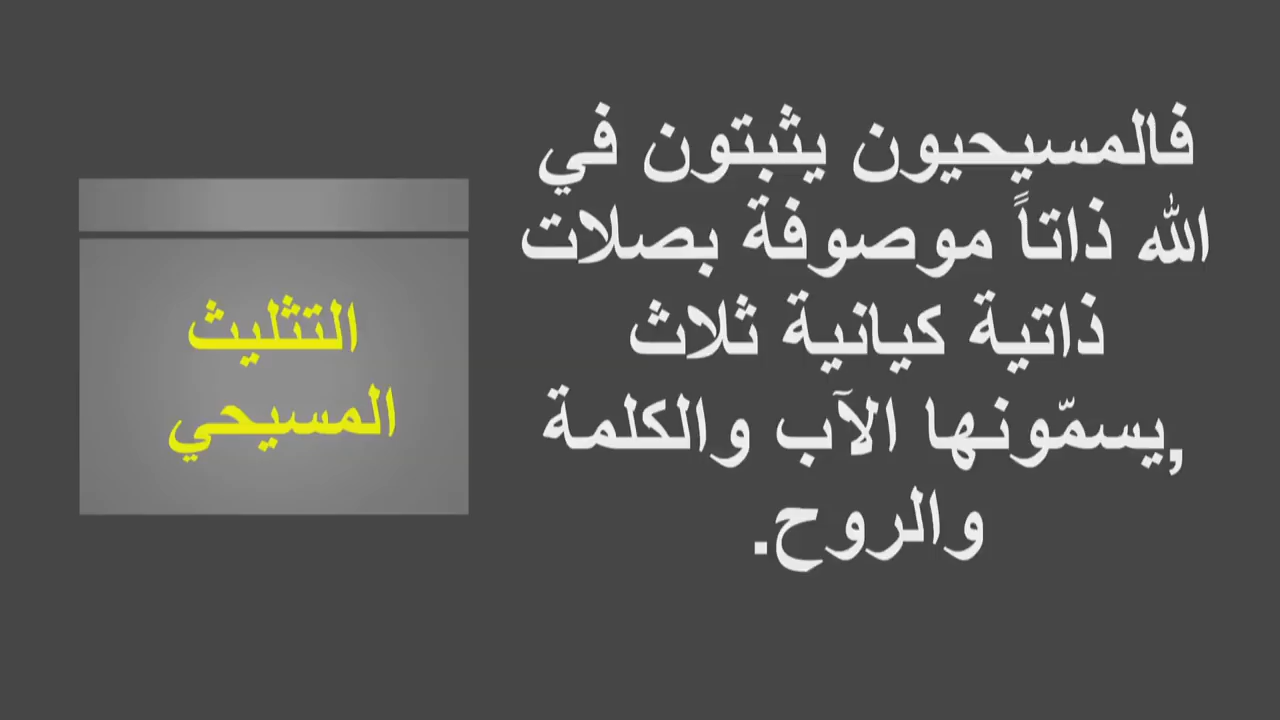 فالمسيحيون يثبتون في
الله ذاتاً موصوفة بصلات
ذاتية كيانية ثلاث
,يسمّونها الآب والكلمة
والروح.
التثليث
المسيحي